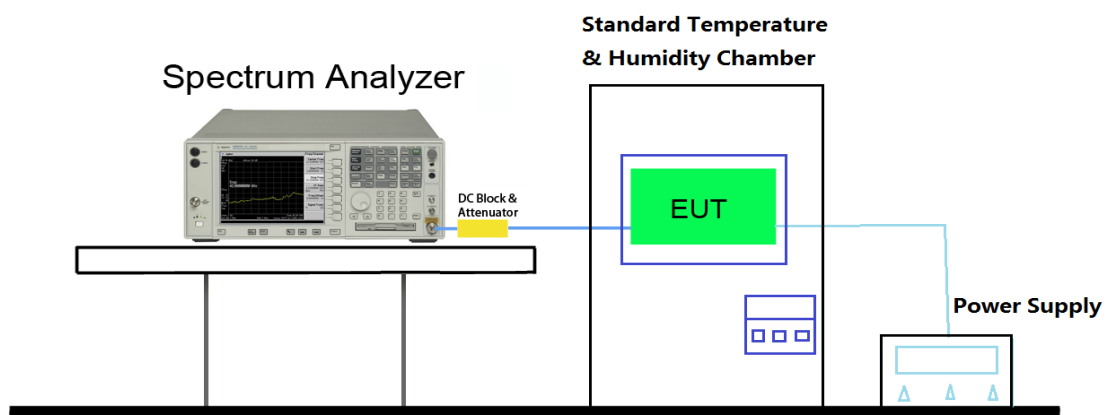 Standard Temperature
& Humidity Chamber
Spectrum Analyzer
DC Block &
Attenuator
EUT
Power Supply